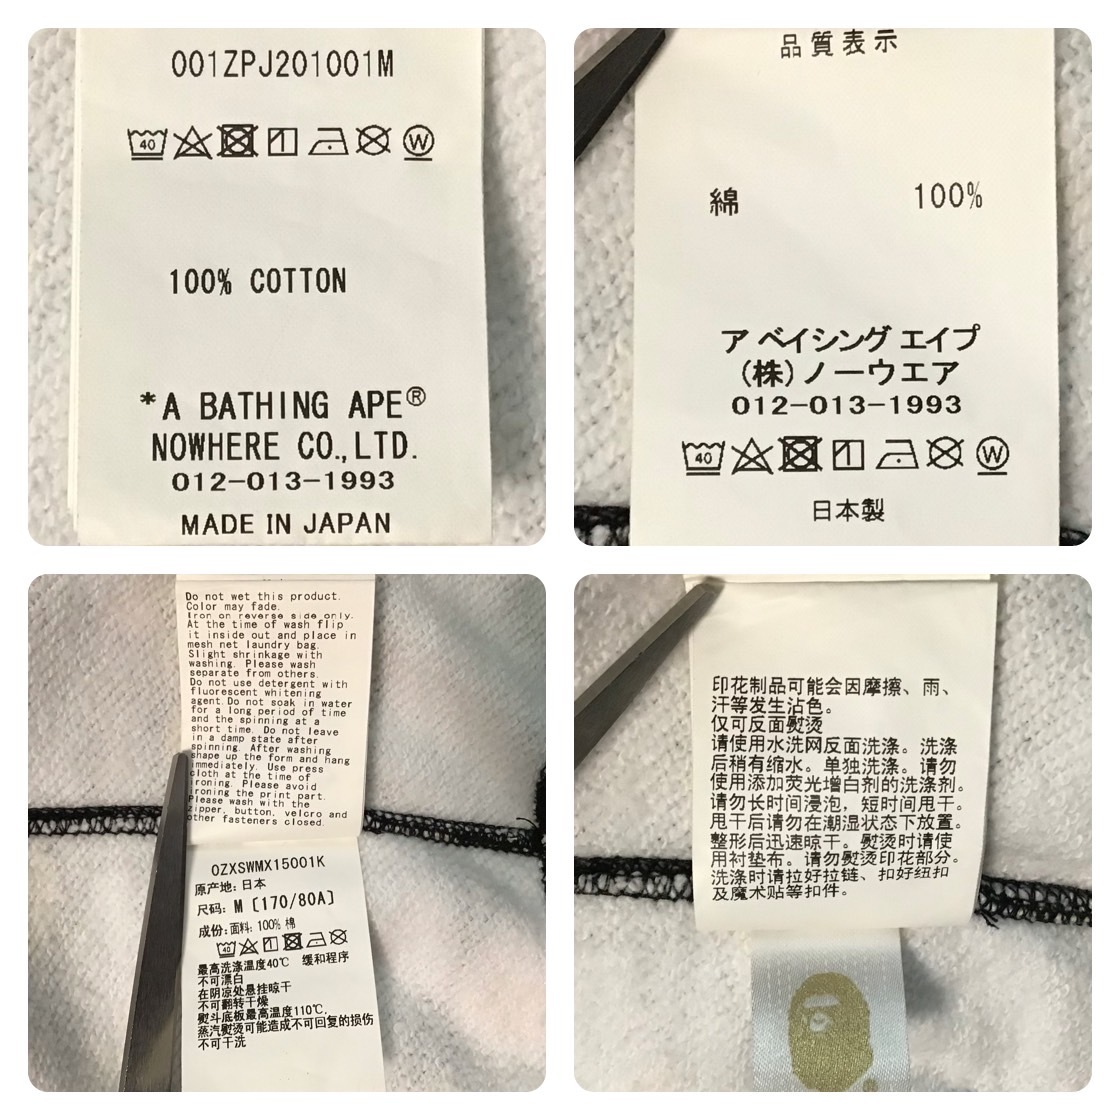 001ZPJ201001M
40 W
100% COTTON
*A BATHING APE®
NOWHERE CO.,LTD.
012-013-1993
MADE IN JAPAN
品質表示
綿 100%
ア ベイシング エイプ
(株)ノーウエア
012-013-1993
40 W
日本製
Do not wet this product.
Color may fade.
Iron on reverse side only.
At the time of wash flip
it inside out and place in
mesh net laundry bag.
Slight shrinkage with
washing. Please wash
separate from others.
Do not use detergent with
fluorescent whitening
agent.Do not soak in water
for a long period of time
and the spinning at a
short time. Do not leave
in a damp state after
spinning. After washing
shape up the form and hang
immediately. Use press
cloth at the time of
ironing. Please avoid
ironing the print part.
Please wash with the
zipper, button, velcro and
other fasteners closed.
0ZXSWMX15001K
原产地: 日本
尺码: M [170/80A]
成份: 面料: 100% 棉
40
最高洗涤温度40℃ 缓和程序
不可漂白
在阴凉处悬挂晾干
不可翻转干燥
熨斗底板最高温度110℃,
蒸汽熨烫可能造成不可回复的损伤
不可干洗
印花制品可能会因摩擦、雨、
汗等发生沾色。
仅可反面熨烫
请使用水洗网反面洗涤。洗涤
后稍有缩水。单独洗涤。请勿
使用添加荧光增白剂的洗涤剂。
请勿长时间浸泡，短时间甩干。
甩干后请勿在潮湿状态下放置。
整形后迅速晾干。熨烫时请使
用衬垫布。请勿熨烫印花部分。
洗涤时请拉好拉链、扣好纽扣
及魔术贴等扣件。